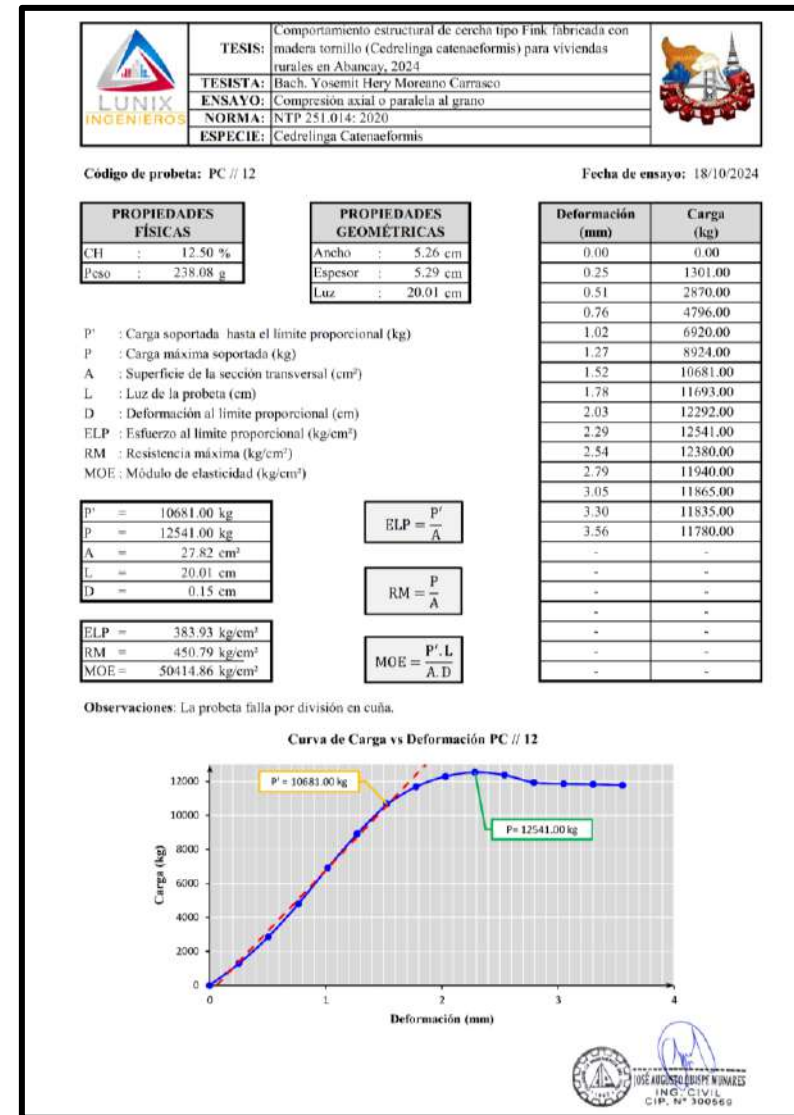 LUNIX
INGENIEROS
TESIS: Comportamiento estructural de cercha tipo Fink fabricada con
madera tornillo (Cedrelinga catenaeformis) para viviendas
rurales en Abancay, 2024
TESISTA: Bach. Yosemit Hery Moreano Carrasco
ENSAYO: Compresión axial o paralela al grano
NORMA: NTP 251.014: 2020
ESPECIE: Cedrelinga Catenaeformis
Código de probeta: PC // 12
Fecha de ensayo: 18/10/2024
PROPIEDADES
FÍSICAS
CH : 12.50 %
Peso : 238.08 g
PROPIEDADES
GEOMÉTRICAS
Ancho : 5.26 cm
Espesor : 5.29 cm
Luz : 20.01 cm
Deformación (mm) Carga (kg)
0.00 0.00
0.25 1301.00
0.51 2870.00
0.76 4796.00
1.02 6920.00
1.27 8924.00
1.52 10681.00
1.78 11693.00
2.03 12292.00
2.29 12541.00
2.54 12380.00
2.79 11940.00
3.05 11865.00
3.30 11835.00
3.56 11780.00
- -
- -
- -
- -
- -
- -
P' : Carga soportada hasta el límite proporcional (kg)
P : Carga máxima soportada (kg)
A : Superficie de la sección transversal (cm²)
L : Luz de la probeta (cm)
D : Deformación al límite proporcional (cm)
ELP : Esfuerzo al límite proporcional (kg/cm²)
RM : Resistencia máxima (kg/cm²)
MOE : Módulo de elasticidad (kg/cm²)
P' = 10681.00 kg
P = 12541.00 kg
A = 27.82 cm²
L = 20.01 cm
D = 0.15 cm
ELP = 383.93 kg/cm²
RM = 450.79 kg/cm²
MOE = 50414.86 kg/cm²
ELP = P' / A
RM = P / A
MOE = P'. L / A. D
Observaciones: La probeta falla por división en cuña.
Curva de Carga vs Deformación PC // 12
Carga (kg)
12000
10000
8000
6000
4000
2000
0
P' = 10681.00 kg
P= 12541.00 kg
0 1 2 3 4
Deformación (mm)
JOSÉ AUGUSTO QUISPE MUNARES
ING. CIVIL
CIP. N° 300569